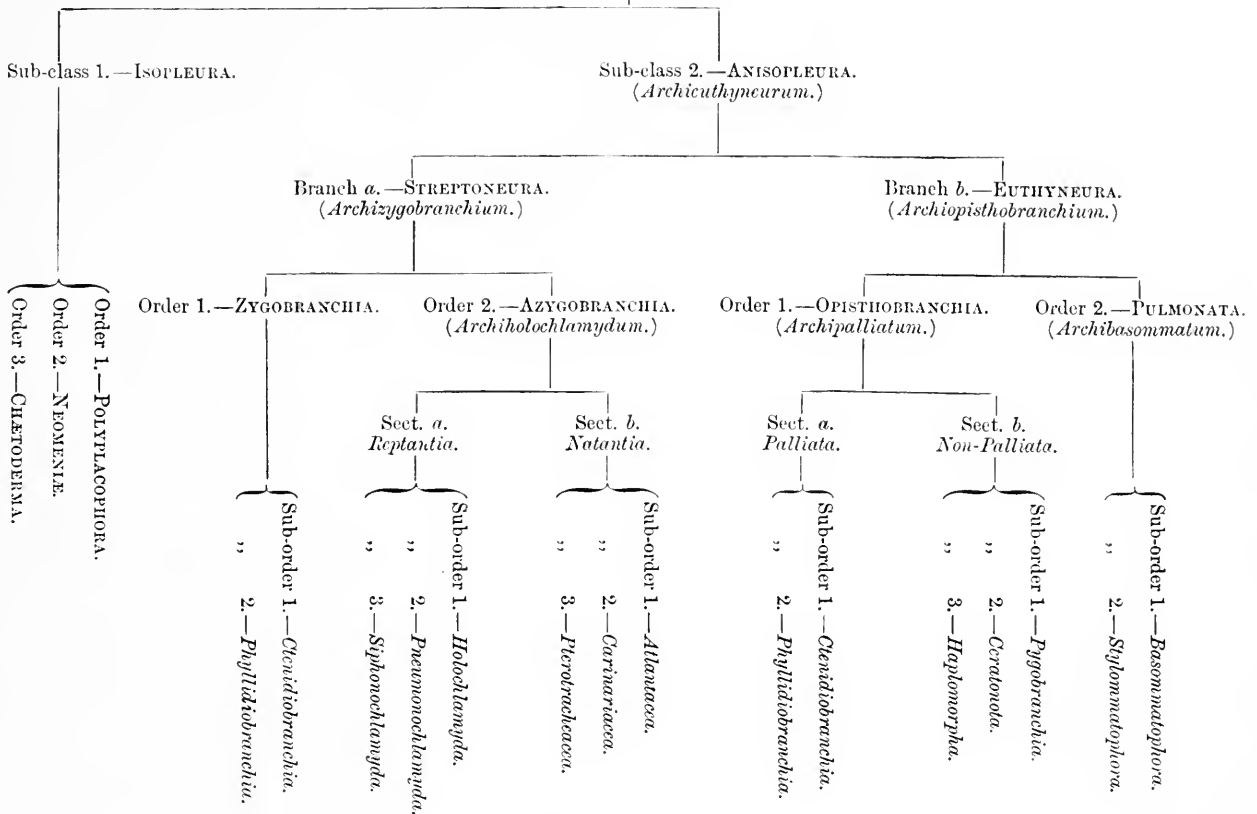 Sub-class 1.—ISOPLEURA.
Sub-class 2.—ANISOPLEURA.
(Archieuthyneurum.)
Branch a.—STREPTONEURA.
(Archizygobranchium.)
Branch b.—EUTHYNEURA.
(Archiopisthobranchium.)
Order 1.—POLYPLACOPHORA.
Order 2.—NEOMENIÆ.
Order 3.—CHÆTODERMA.
Order 1.—ZYGOBRANCHIA.
Order 2.—AZYGOBRANCHIA.
(Archiholochlamydum.)
Order 1.—OPISTHOBRANCHIA.
(Archipalliatum.)
Order 2.—PULMONATA.
(Archibasommatum.)
Sect. a.
Reptantia.
Sect. b.
Natantia.
Sect. a.
Palliata.
Sect. b.
Non-Palliata.
Sub-order 1.—Ctenidiobranchia.
„ 2.—Phyllidiobranchia.
Sub-order 1.—Holochlamyda.
„ 2.—Pneumonochlamyda.
„ 3.—Siphonochlamyda.
Sub-order 1.—Atlantacea.
„ 2.—Carinariacea.
„ 3.—Pterotracheacea.
Sub-order 1.—Ctenidiobranchia.
„ 2.—Phyllidiobranchia.
Sub-order 1.—Pygobranchia.
„ 2.—Ceratonota.
„ 3.—Haplomorpha.
Sub-order 1.—Basommatophora.
„ 2.—Stylommatophora.